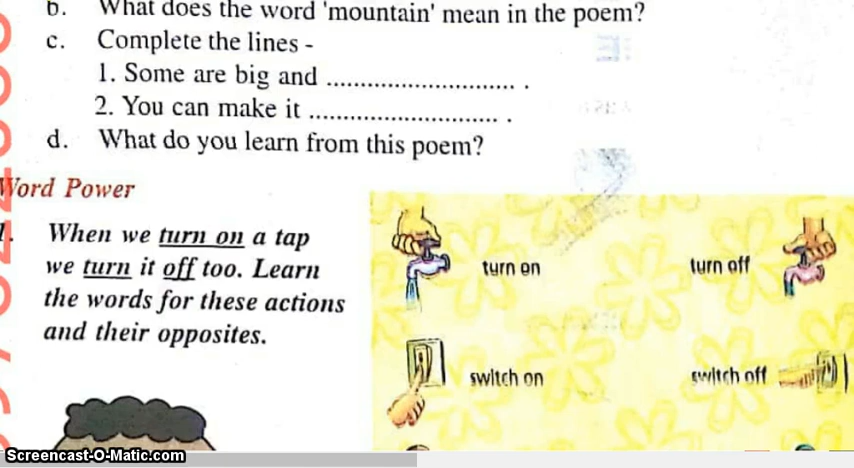 b. What does the word 'mountain' mean in the poem?
c. Complete the lines -
1. Some are big and ............................ .
2. You can make it ............................ .
d. What do you learn from this poem?
Word Power
1. When we turn on a tap
we turn it off too. Learn
the words for these actions
and their opposites.
turn on
turn off
switch on
switch off
Screencast-O-Matic.com